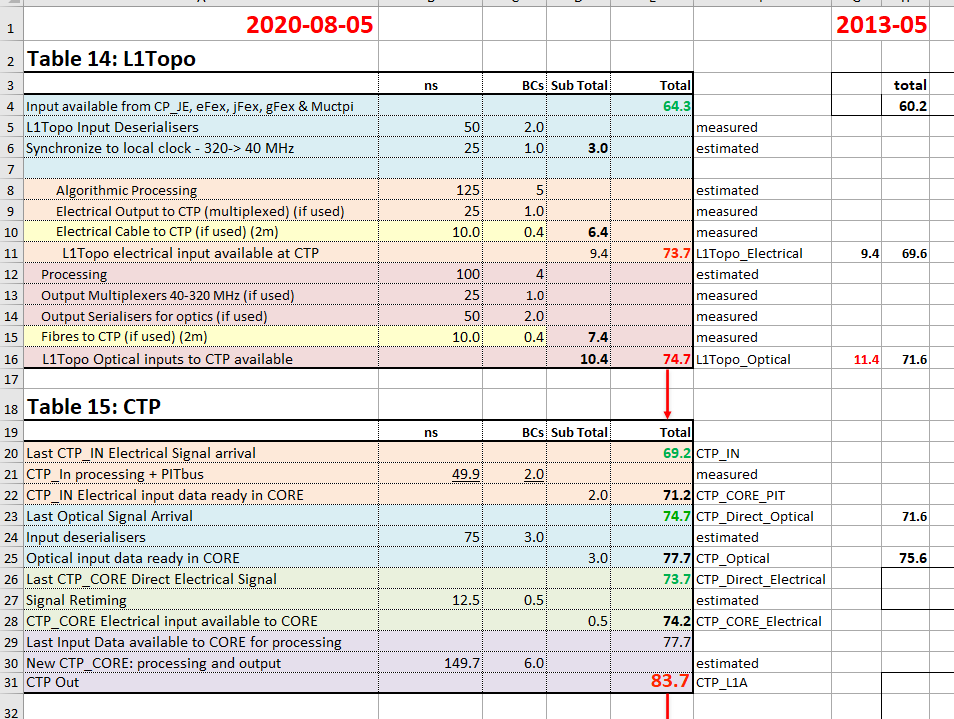 1 2020-08-05 2013-05
2 Table 14: L1Topo
3 ns BCs Sub Total Total total
4 Input available from CP_JE, eFex, jFex, gFex & Muctpi 64.3 60.2
5 L1Topo Input Deserialisers 50 2.0 measured
6 Synchronize to local clock - 320-> 40 MHz 25 1.0 3.0 estimated
7
8 Algorithmic Processing 125 5 estimated
9 Electrical Output to CTP (multiplexed) (if used) 25 1.0 measured
10 Electrical Cable to CTP (if used) (2m) 10.0 0.4 6.4 measured
11 L1Topo electrical input available at CTP 9.4 73.7 L1Topo_Electrical 9.4 69.6
12 Processing 100 4 estimated
13 Output Multiplexers 40-320 MHz (if used) 25 1.0 measured
14 Output Serialisers for optics (if used) 50 2.0 measured
15 Fibres to CTP (if used) (2m) 10.0 0.4 7.4 measured
16 L1Topo Optical inputs to CTP available 10.4 74.7 L1Topo_Optical 11.4 71.6
17
18 Table 15: CTP
19 ns BCs Sub Total Total
20 Last CTP_IN Electrical Signal arrival 69.2 CTP_IN
21 CTP_In processing + PITbus 49.9 2.0 measured
22 CTP_IN Electrical input data ready in CORE 2.0 71.2 CTP_CORE_PIT
23 Last Optical Signal Arrival 74.7 CTP_Direct_Optical 71.6
24 Input deserialisers 75 3.0 estimated
25 Optical input data ready in CORE 3.0 77.7 CTP_Optical 75.6
26 Last CTP_CORE Direct Electrical Signal 73.7 CTP_Direct_Electrical
27 Signal Retiming 12.5 0.5 estimated
28 CTP_CORE Electrical input available to CORE 0.5 74.2 CTP_CORE_Electrical
29 Last Input Data available to CORE for processing 77.7
30 New CTP_CORE: processing and output 149.7 6.0 estimated
31 CTP Out 83.7 CTP_L1A
32